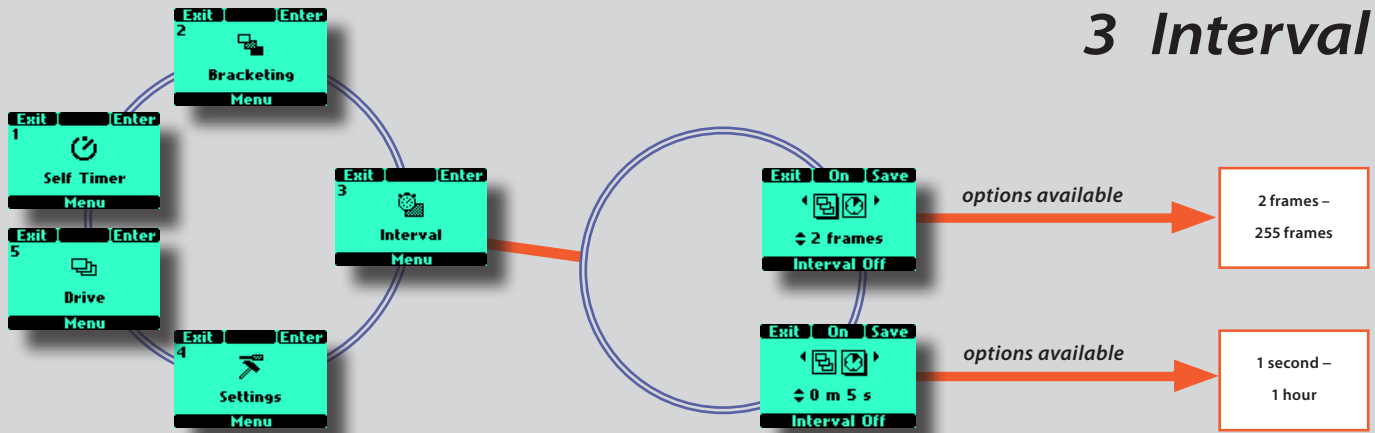 3 Interval
Exit Enter
2
Bracketing
Menu
Exit Enter
1
Self Timer
Menu
Exit Enter
3
Interval
Menu
Exit Enter
5
Drive
Menu
Exit Enter
4
Settings
Menu
Exit On Save
2 frames
Interval Off
options available
2 frames –
255 frames
Exit On Save
0 m 5 s
Interval Off
options available
1 second –
1 hour